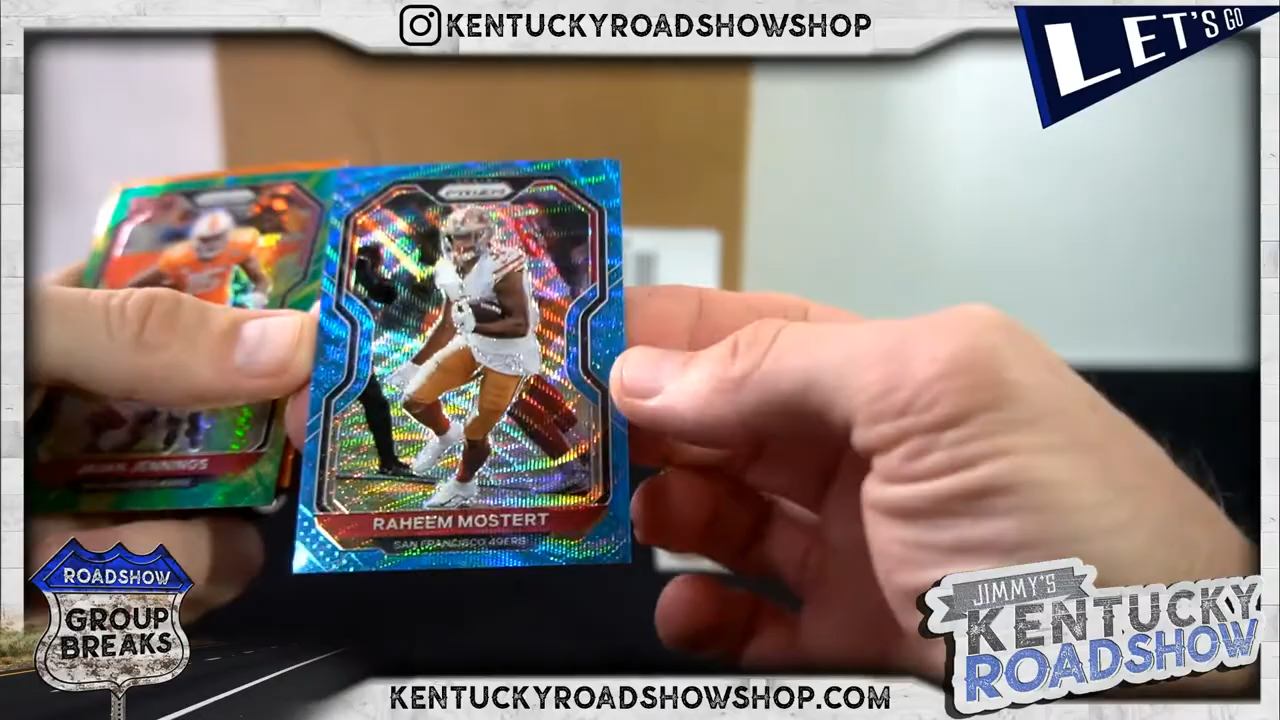 KENTUCKYROADSHOWSHOP
LET'S GO
PRIZM
RAHEEM MOSTERT
SAN FRANCISCO 49ERS
JENNINGS
ROADSHOW
GROUP
BREAKS
JIMMY'S
KENTUCKY
ROADSHOW
KENTUCKYROADSHOWSHOP.COM